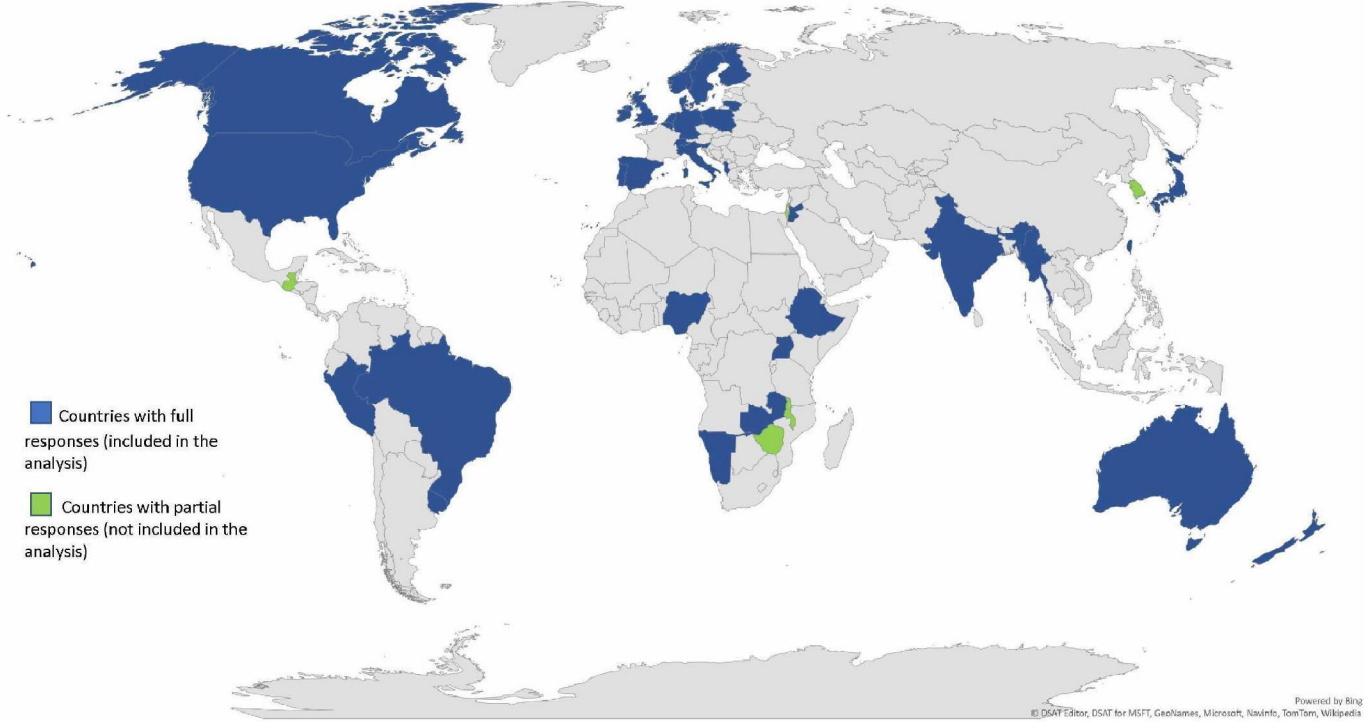 Countries with full
responses (included in the
analysis)
Countries with partial
responses (not included in the
analysis)
Powered by Bing
© DSAT Editor, DSAT for MSFT, GeoNames, Microsoft, Navinfo, TomTom, Wikipedia